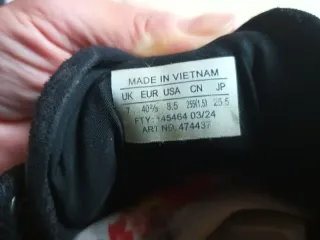 MADE IN VIETNAM
UK EUR USA CN JP
7 40⅔ 8.5 255(1.5) 25.5
FTY: 145464 03/24
ART NO. 474437